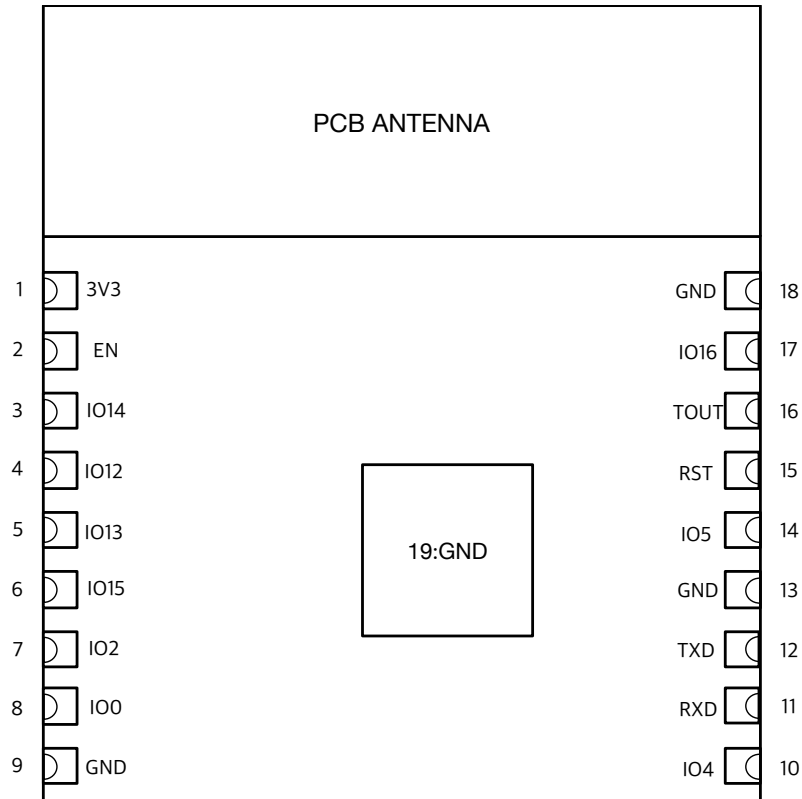 PCB ANTENNA
1 3V3 GND 18
2 EN IO16 17
3 IO14 TOUT 16
4 IO12 RST 15
5 IO13 IO5 14
19:GND
6 IO15 GND 13
7 IO2 TXD 12
8 IO0 RXD 11
9 GND IO4 10